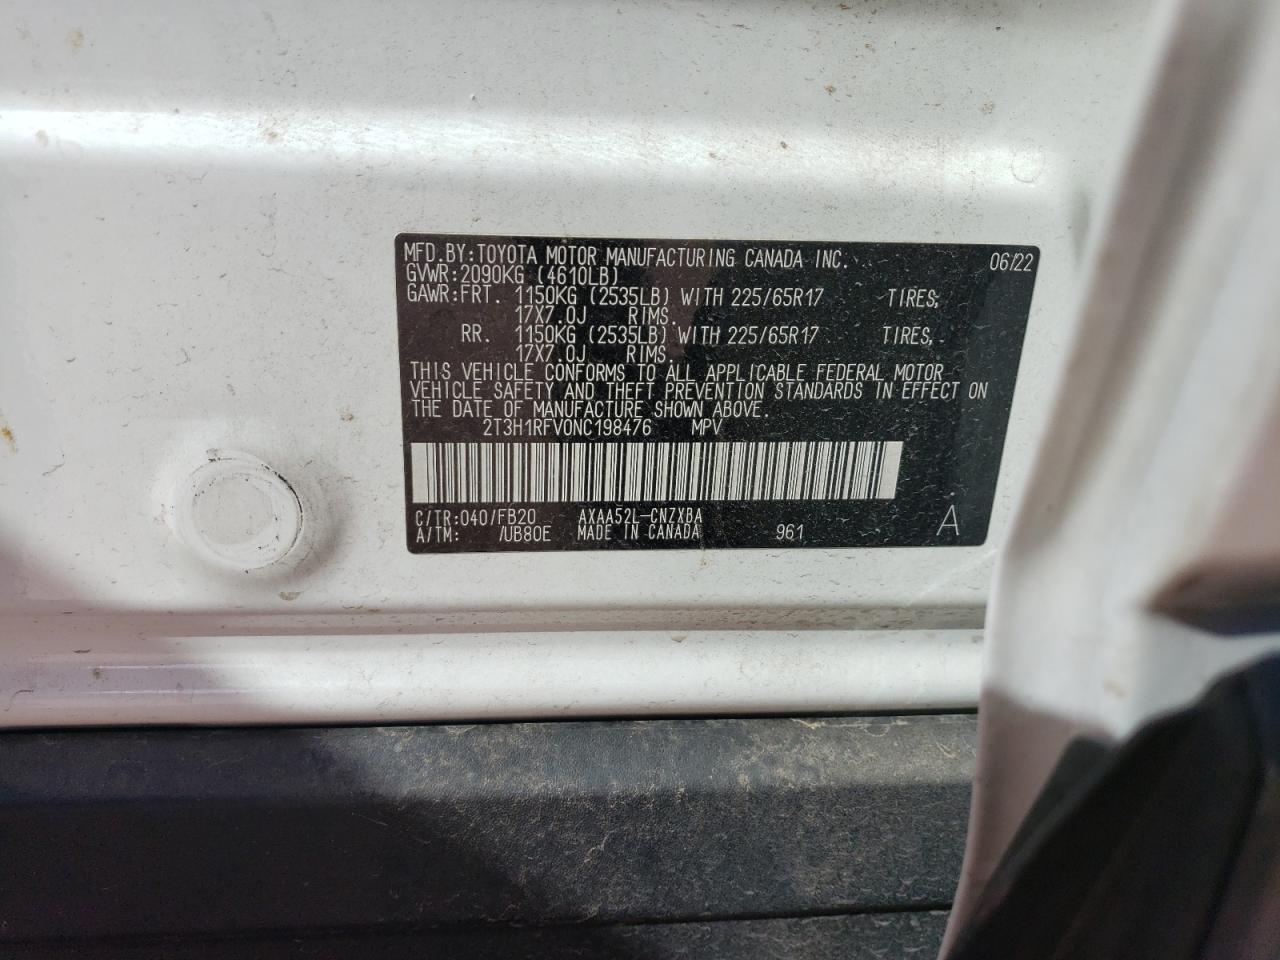 MFD.BY:TOYOTA MOTOR MANUFACTURING CANADA INC. 06/22
GVWR:2090KG (4610LB)
GAWR:FRT. 1150KG (2535LB) WITH 225/65R17 TIRES;
17X7.0J RIMS.
RR. 1150KG (2535LB) WITH 225/65R17 TIRES,
17X7.0J RIMS.
THIS VEHICLE CONFORMS TO ALL APPLICABLE FEDERAL MOTOR
VEHICLE SAFETY AND THEFT PREVENTION STANDARDS IN EFFECT ON
THE DATE OF MANUFACTURE SHOWN ABOVE.
2T3H1RFV0NC198476 MPV
C/TR:040/FB20 AXAA52L-CNZXBA
A/TM: /UB80E MADE IN CANADA 961 A